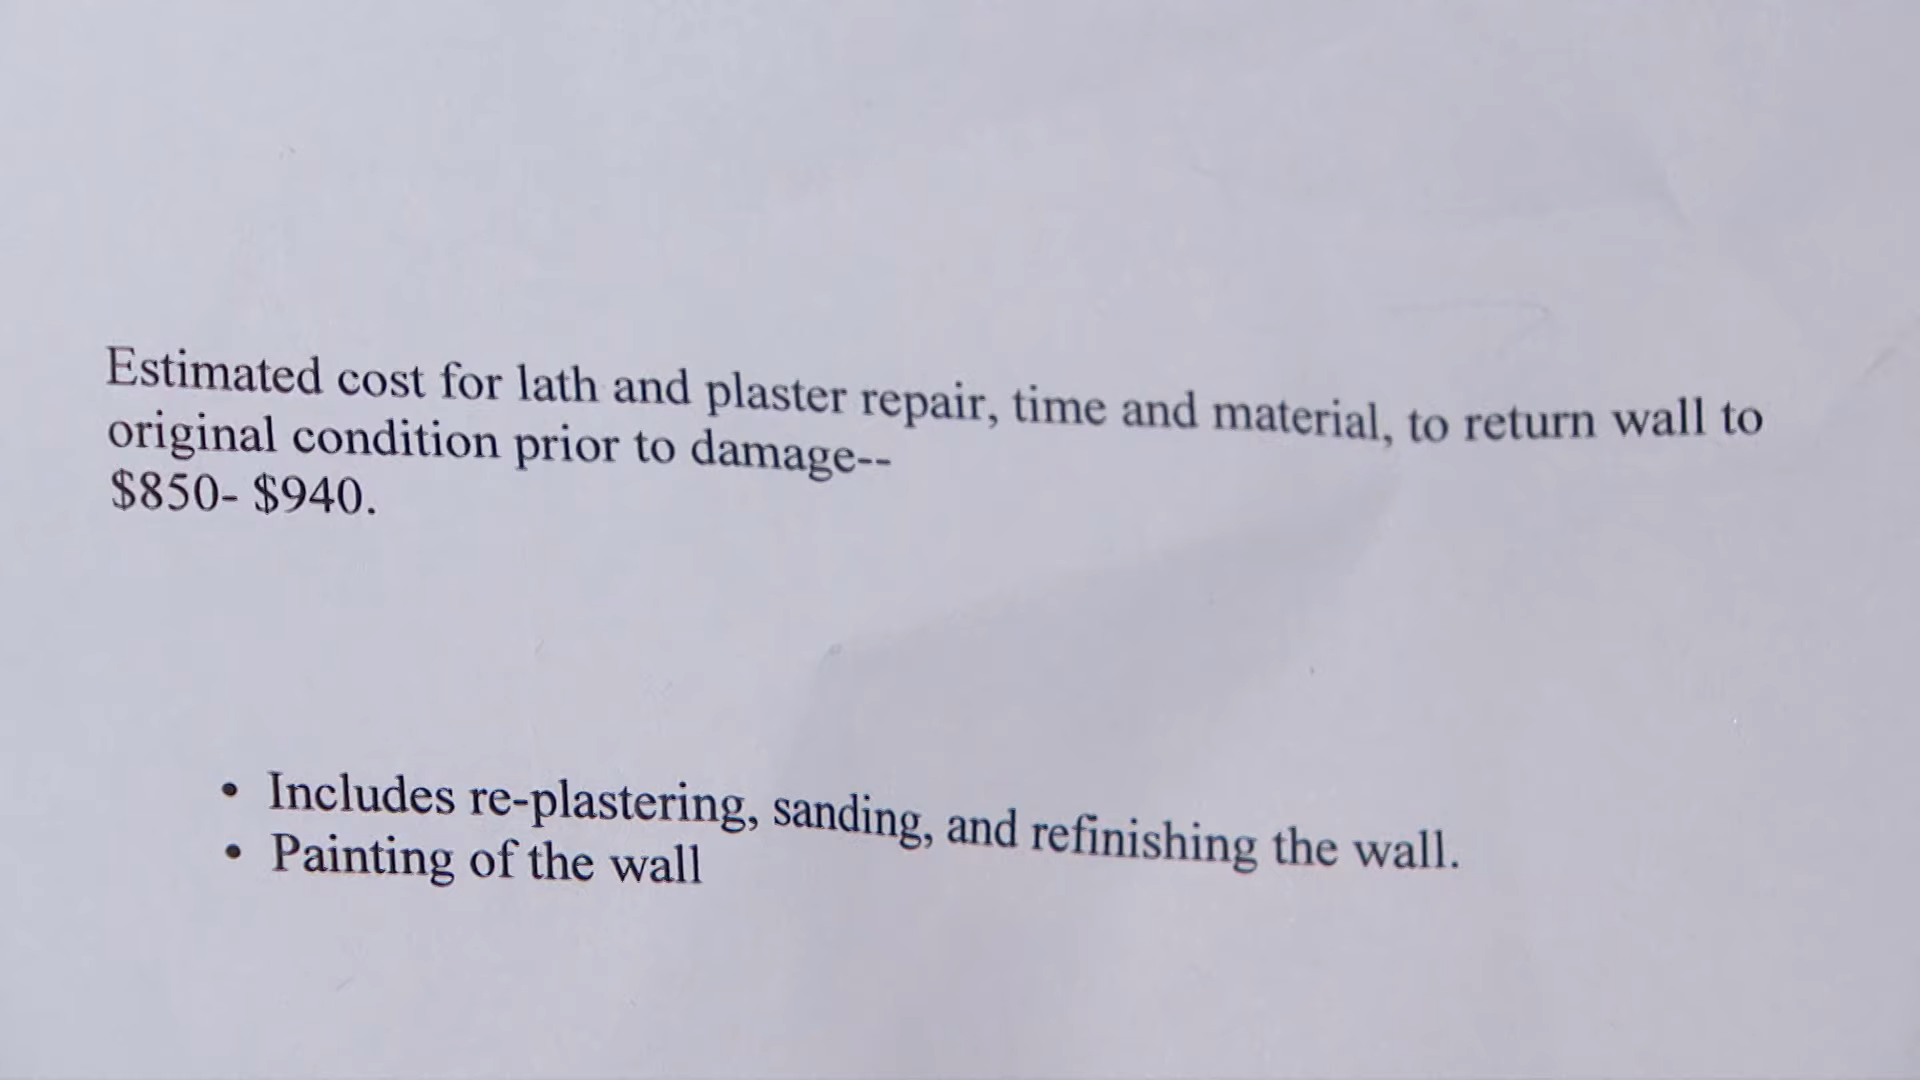 Estimated cost for lath and plaster repair, time and material, to return wall to
original condition prior to damage--
$850- $940.
• Includes re-plastering, sanding, and refinishing the wall.
• Painting of the wall